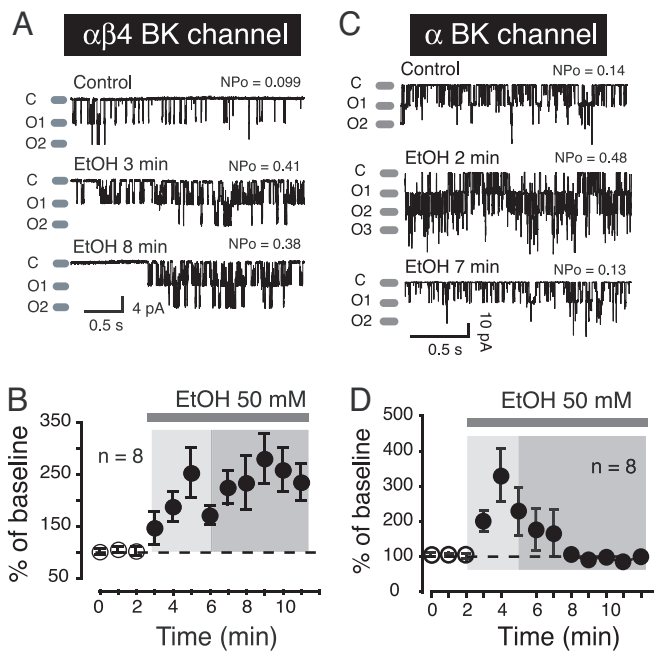 A
αβ4 BK channel
Control
NPo = 0.099
C
O1
O2
EtOH 3 min
NPo = 0.41
C
O1
O2
EtOH 8 min
NPo = 0.38
C
O1
O2
4 pA
0.5 s
C
α BK channel
Control
NPo = 0.14
C
O1
O2
EtOH 2 min
NPo = 0.48
C
O1
O2
O3
EtOH 7 min
NPo = 0.13
C
O1
O2
10 pA
0.5 s
B
EtOH 50 mM
350
250
150
50
% of baseline
n = 8
0 2 4 6 8 10
Time (min)
D
EtOH 50 mM
500
400
300
200
100
0
% of baseline
n = 8
0 2 4 6 8 10
Time (min)